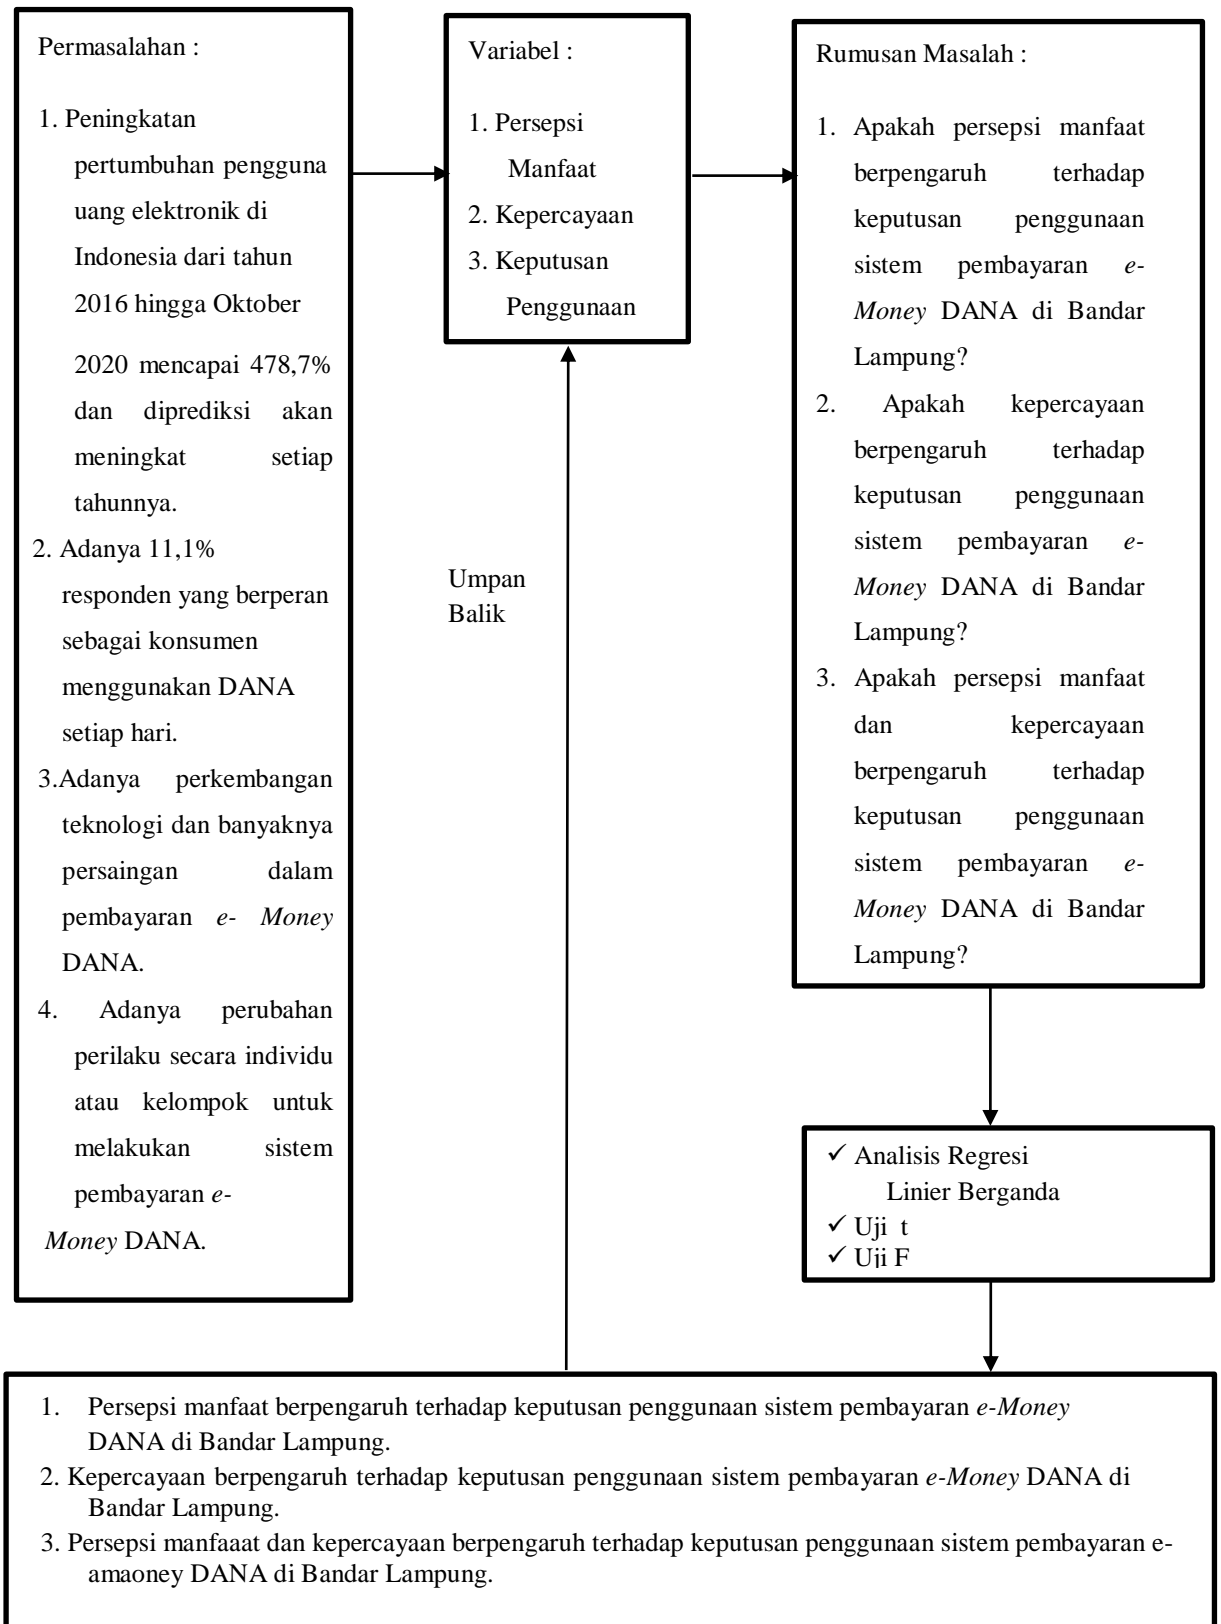 Permasalahan :
1. Peningkatan
pertumbuhan pengguna
uang elektronik di
Indonesia dari tahun
2016 hingga Oktober
2020 mencapai 478,7%
dan diprediksi akan
meningkat setiap
tahunnya.
2. Adanya 11,1%
responden yang berperan
sebagai konsumen
menggunakan DANA
setiap hari.
3.Adanya perkembangan
teknologi dan banyaknya
persaingan dalam
pembayaran e- Money
DANA.
4. Adanya perubahan
perilaku secara individu
atau kelompok untuk
melakukan sistem
pembayaran e-
Money DANA.
Variabel :
1. Persepsi
Manfaat
2. Kepercayaan
3. Keputusan
Penggunaan
Umpan
Balik
Rumusan Masalah :
1. Apakah persepsi manfaat
berpengaruh terhadap
keputusan penggunaan
sistem pembayaran e-
Money DANA di Bandar
Lampung?
2. Apakah kepercayaan
berpengaruh terhadap
keputusan penggunaan
sistem pembayaran e-
Money DANA di Bandar
Lampung?
3. Apakah persepsi manfaat
dan kepercayaan
berpengaruh terhadap
keputusan penggunaan
sistem pembayaran e-
Money DANA di Bandar
Lampung?
✓ Analisis Regresi
Linier Berganda
✓ Uji t
✓ Uji F
1. Persepsi manfaat berpengaruh terhadap keputusan penggunaan sistem pembayaran e-Money
DANA di Bandar Lampung.
2. Kepercayaan berpengaruh terhadap keputusan penggunaan sistem pembayaran e-Money DANA di
Bandar Lampung.
3. Persepsi manfaaat dan kepercayaan berpengaruh terhadap keputusan penggunaan sistem pembayaran e-
amaoney DANA di Bandar Lampung.